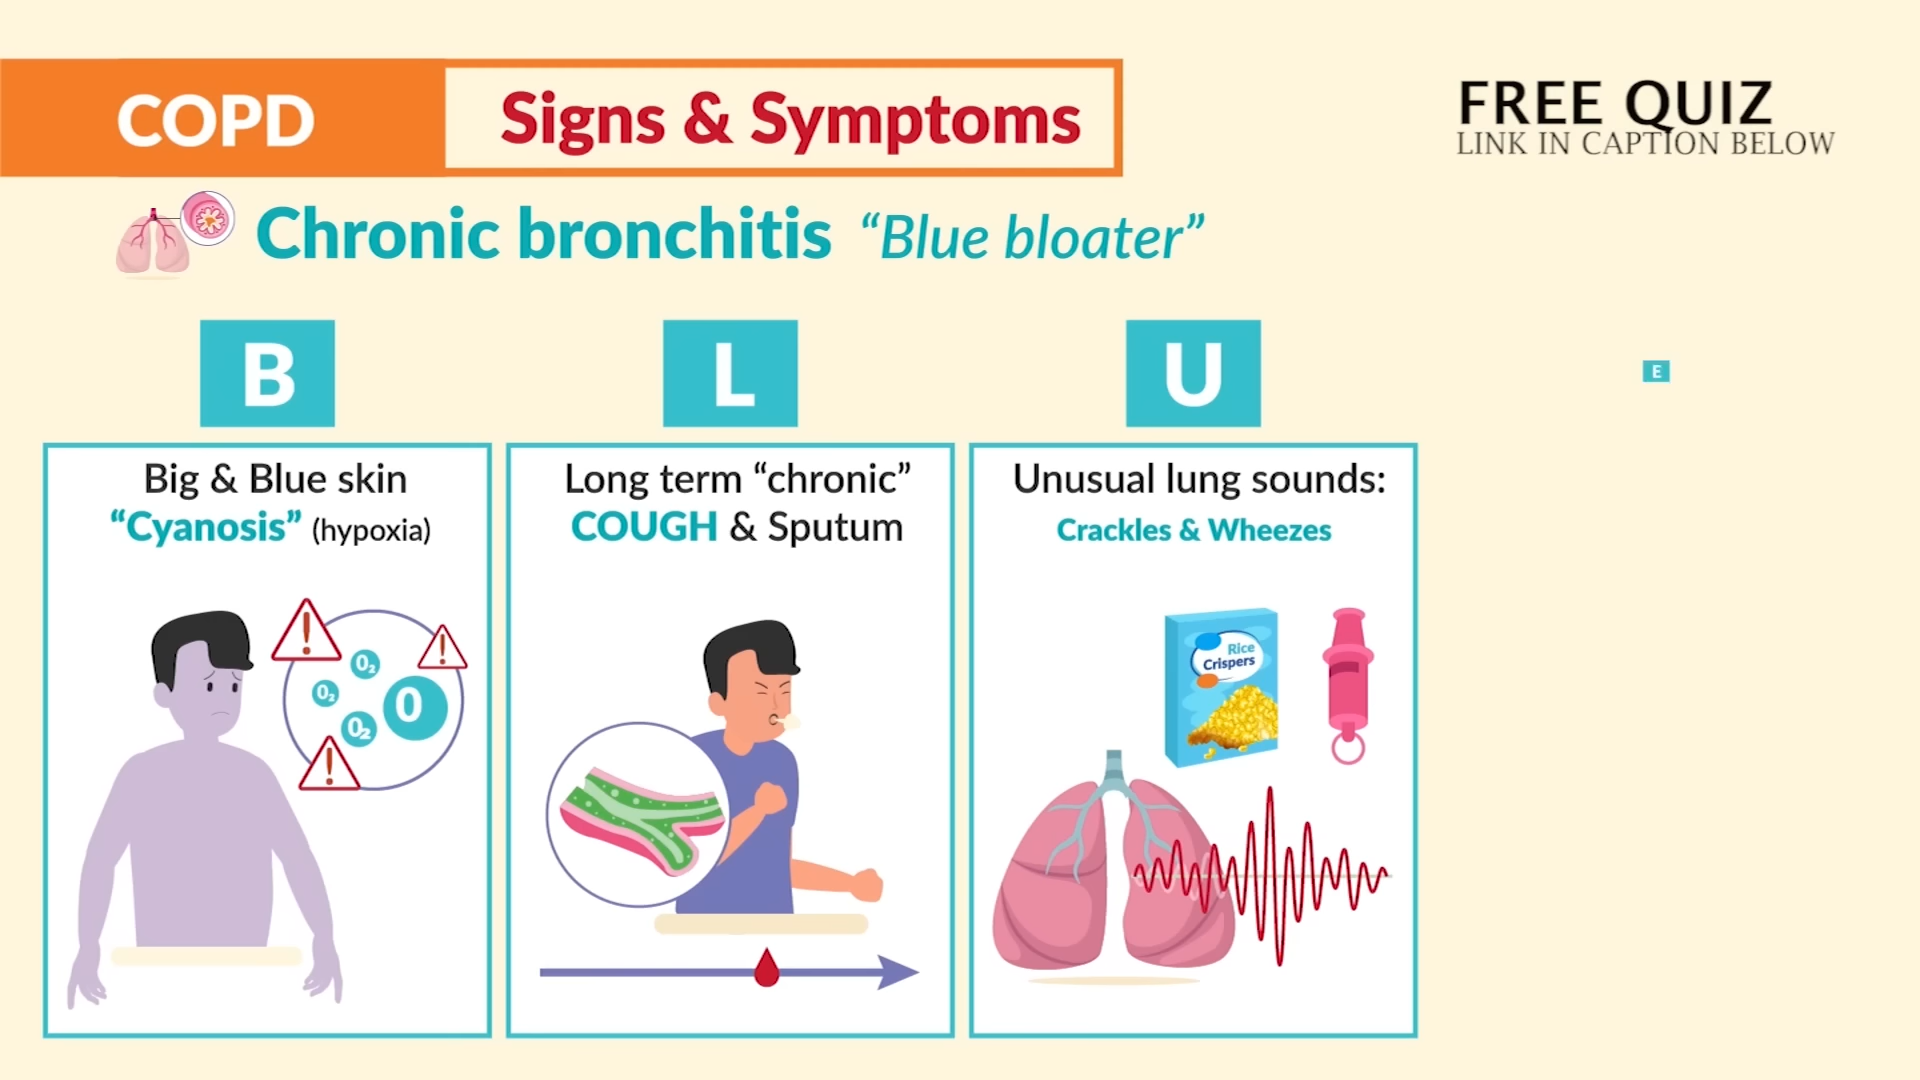 COPD
Signs & Symptoms
FREE QUIZ
LINK IN CAPTION BELOW
Chronic bronchitis “Blue bloater”
B
L
U
E
Big & Blue skin
“Cyanosis” (hypoxia)
Long term “chronic”
COUGH & Sputum
Unusual lung sounds:
Crackles & Wheezes
!
!
O₂
O₂
O
O₂
!
Rice
Crispers